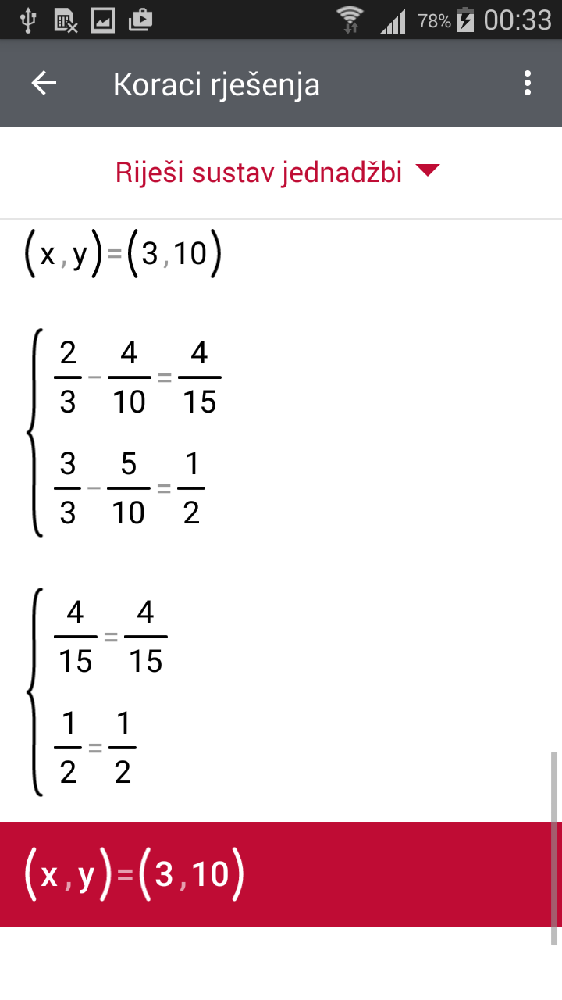 78% 00:33
Koraci rješenja
Riješi sustav jednadžbi
(x,y)=(3,10)
2/3 - 4/10 = 4/15
3/3 - 5/10 = 1/2
4/15 = 4/15
1/2 = 1/2
(x,y)=(3,10)